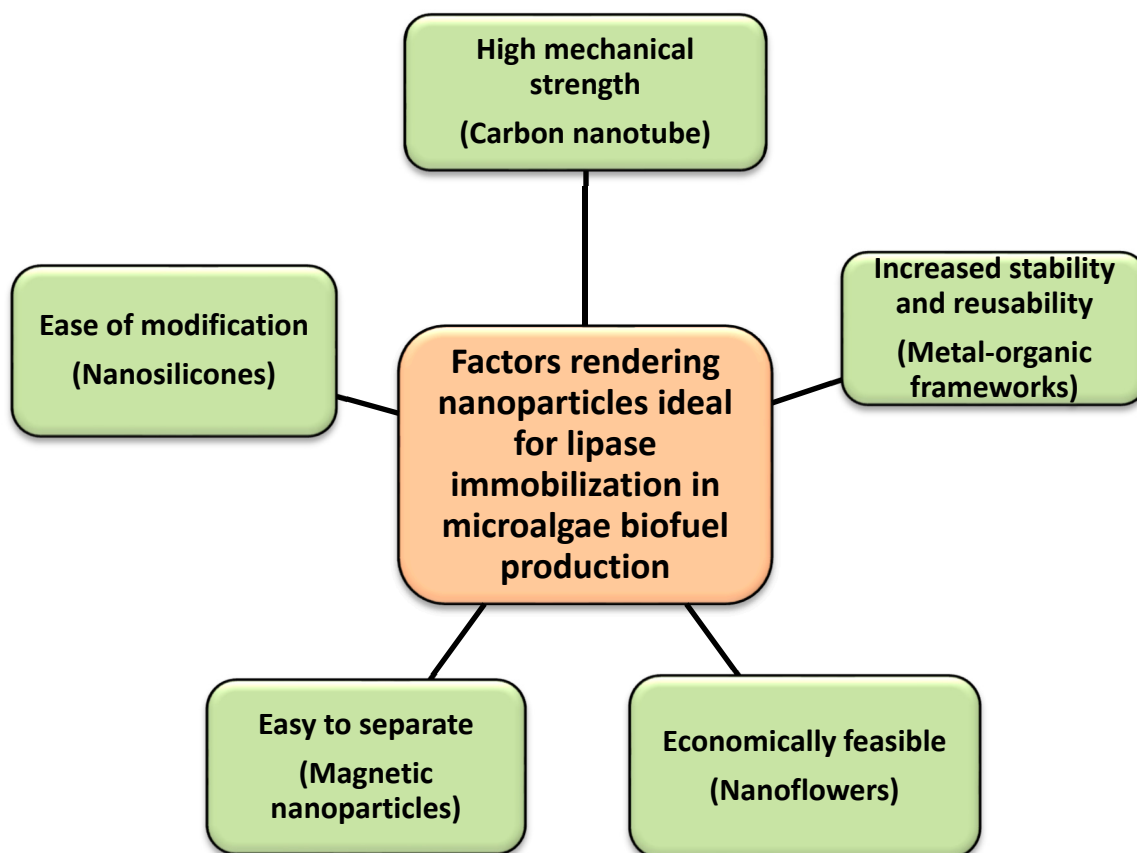 High mechanical
strength
(Carbon nanotube)
Increased stability
and reusability
(Metal-organic
frameworks)
Ease of modification
(Nanosilicones)
Factors rendering
nanoparticles ideal
for lipase
immobilization in
microalgae biofuel
production
Easy to separate
(Magnetic
nanoparticles)
Economically feasible
(Nanoflowers)